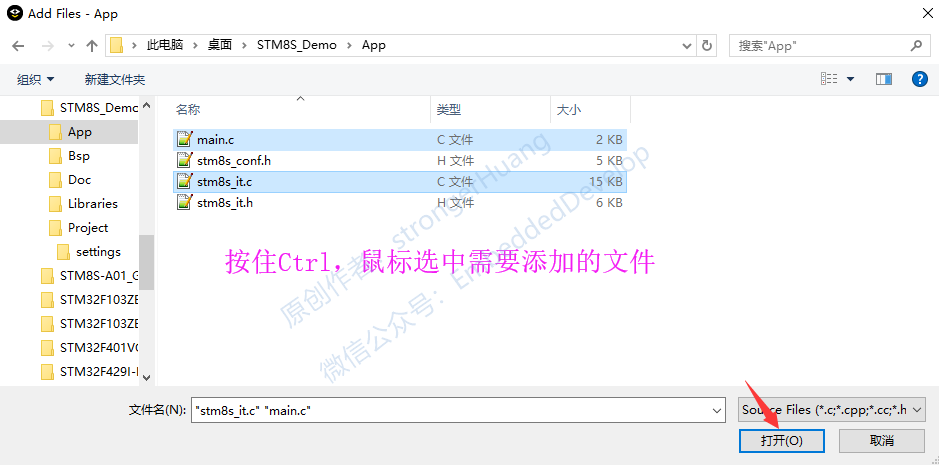 Add Files - App
此电脑 › 桌面 › STM8S_Demo › App
搜索"App"
组织
新建文件夹
名称 类型 大小
STM8S_Demo
App
Bsp
Doc
Libraries
Project
settings
STM8S-A01_G
STM32F103ZE
STM32F103ZE
STM32F401VC
STM32F429I-
main.c C 文件 2 KB
stm8s_conf.h H 文件 5 KB
stm8s_it.c C 文件 15 KB
stm8s_it.h H 文件 6 KB
按住Ctrl，鼠标选中需要添加的文件
原创作者：strongerHuang
微信公众号：EmbeddedDevelop
文件名(N): "stm8s_it.c" "main.c"
Source Files (*.c;*.cpp;*.cc;*.h
打开(O)
取消